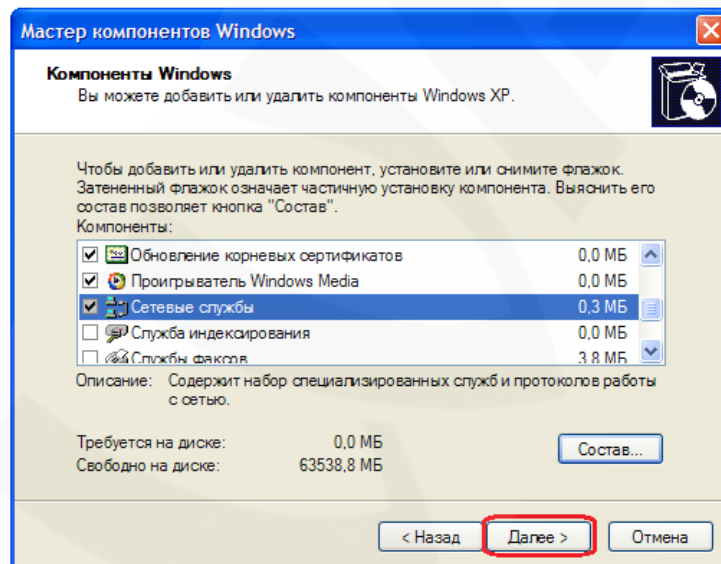 Мастер компонентов Windows
Компоненты Windows
Вы можете добавить или удалить компоненты Windows XP.
Чтобы добавить или удалить компонент, установите или снимите флажок.
Затененный флажок означает частичную установку компонента. Выяснить его
состав позволяет кнопка "Состав".
Компоненты:
Обновление корневых сертификатов 0,0 МБ
Проигрыватель Windows Media 0,0 МБ
Сетевые службы 0,3 МБ
Служба индексирования 0,0 МБ
Службы факсов 3,8 МБ
Описание: Содержит набор специализированных служб и протоколов работы
с сетью.
Требуется на диске: 0,0 МБ
Свободно на диске: 63538,8 МБ
Состав...
< Назад Далее > Отмена